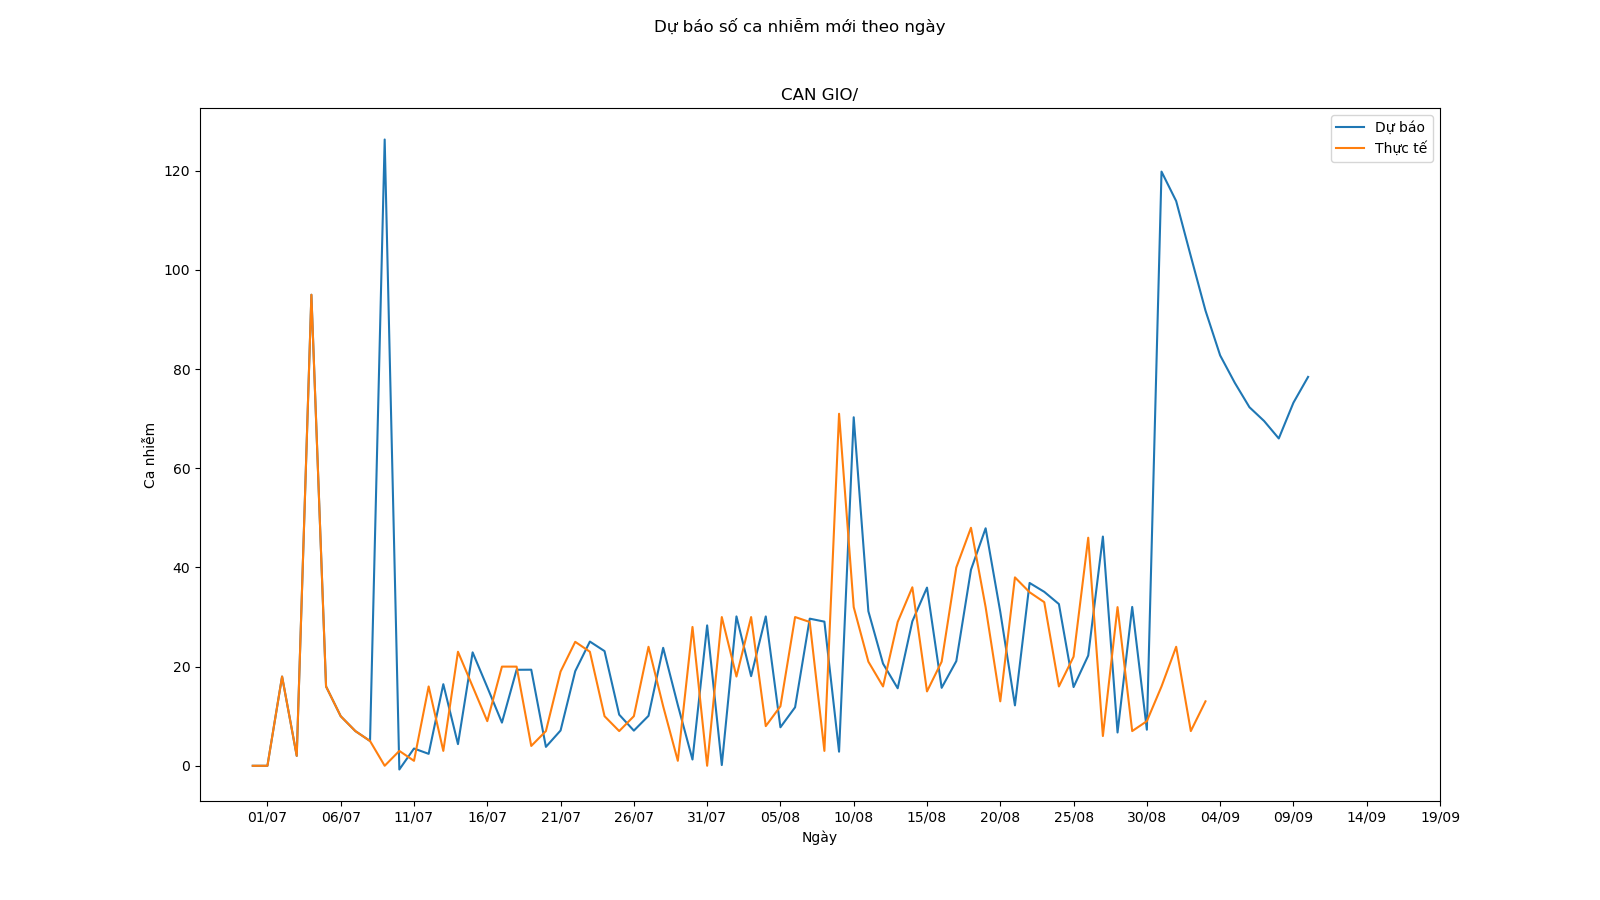 Dự báo số ca nhiễm mới theo ngày
CAN GIO/
Dự báo
Thực tế
120
100
80
60
40
20
0
Ca nhiễm
01/07 06/07 11/07 16/07 21/07 26/07 31/07 05/08 10/08 15/08 20/08 25/08 30/08 04/09 09/09 14/09 19/09
Ngày